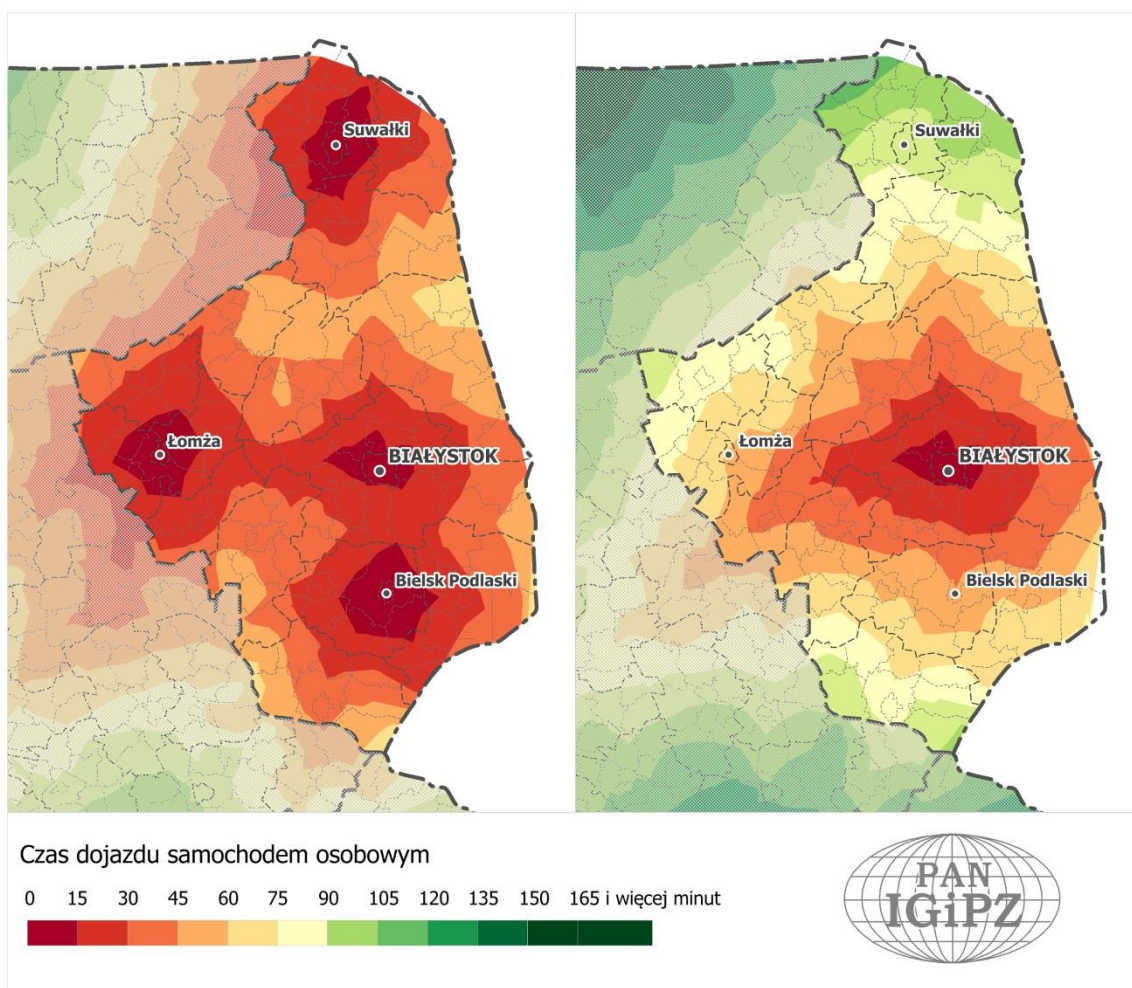 Suwałki
Łomża
BIAŁYSTOK
Bielsk Podlaski
Suwałki
Łomża
BIAŁYSTOK
Bielsk Podlaski
Czas dojazdu samochodem osobowym
0 15 30 45 60 75 90 105 120 135 150 165 i więcej minut
PAN
IGiPZ